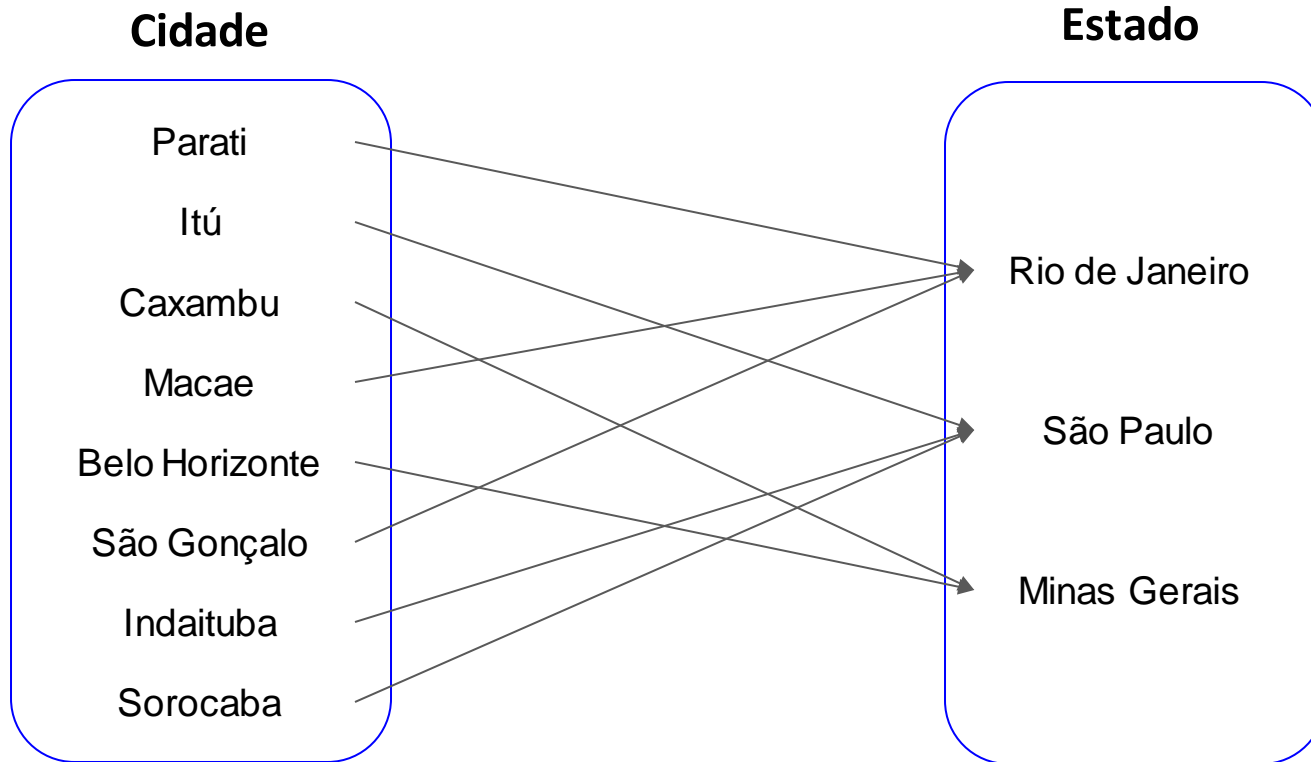 Cidade
Estado
Parati
Itú
Caxambu
Macae
Belo Horizonte
São Gonçalo
Indaituba
Sorocaba
Rio de Janeiro
São Paulo
Minas Gerais